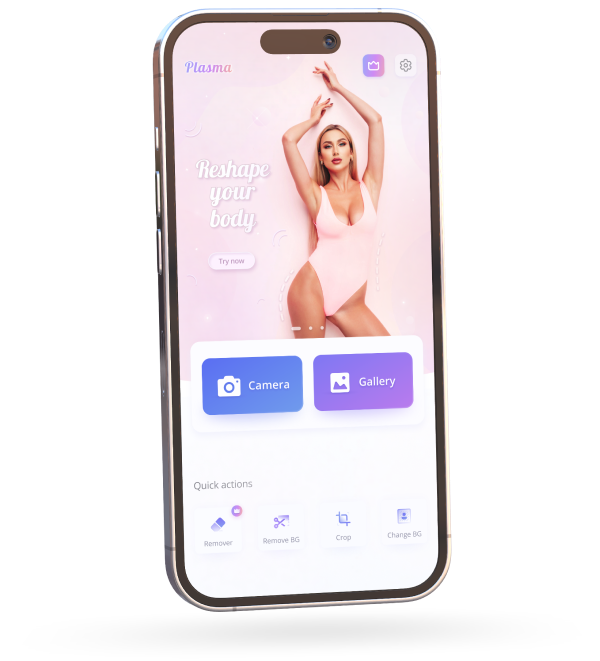 Plasma
Reshape
your
body
Try now
Camera
Gallery
Quick actions
Remover
Remove BG
Crop
Change BG